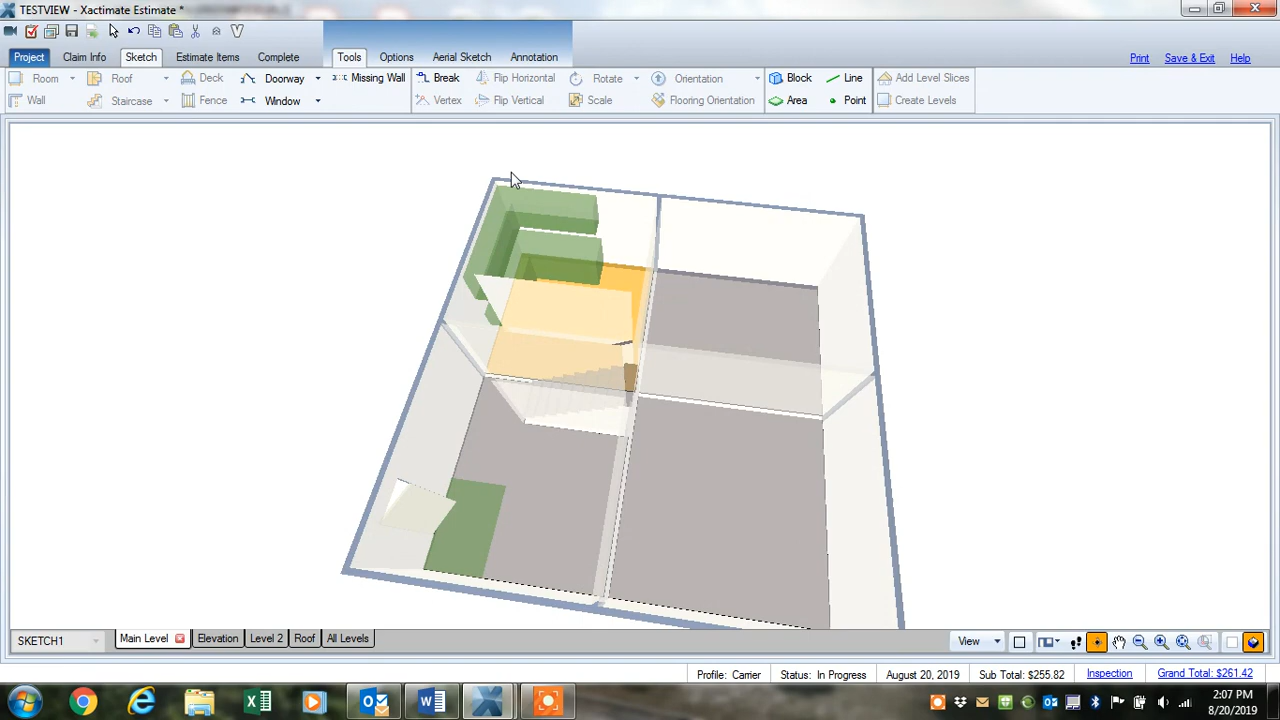 TESTVIEW - Xactimate Estimate *
Project Claim Info Sketch Estimate Items Complete Tools Options Aerial Sketch Annotation Print Save & Exit Help
Room Roof Deck Doorway Missing Wall Break Flip Horizontal Rotate Orientation Block Line Add Level Slices
Wall Staircase Fence Window Vertex Flip Vertical Scale Flooring Orientation Area Point Create Levels
SKETCH1 Main Level Elevation Level 2 Roof All Levels View
Profile: Carrier Status: In Progress August 20, 2019 Sub Total: $255.82 Inspection Grand Total: $261.42
2:07 PM
8/20/2019